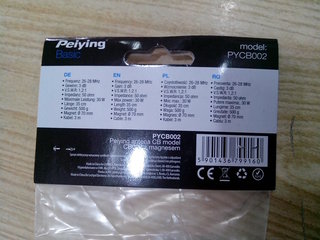 Peiying
Basic
model:
PYCB002
DE
• Frequenz: 26-28 MHz
• Gewinn: 3 dB
• V.S.W.R: 1,2:1
• Impedanz: 50 ohm
• Maximale Leistung: 30 W
• Länge: 35 cm
• Gewicht: 500 g
• Magnet: Ø 70 mm
• Kabel: 3 m
EN
• Frequency: 26-28 MHz
• Gain: 3 dB
• V.S.W.R: 1,2:1
• Impedance: 50 ohm
• Max power: 30 W
• Length: 35 cm
• Weight: 500 g
• Magnet: Ø 70 mm
• Cable: 3 m
PL
• Częstotliwość: 26-28 MHz
• Wzmocnienie: 3 dB
• V.S.W.R: 1,2:1
• Impedancja: 50 ohm
• Moc max.: 30 W
• Długość: 35 cm
• Waga: 500 g
• Magnes: Ø 70 mm
• Kabel: 3 m
RO
• Frecventa: 26-28 MHz
• Castig: 3 dB
• V.S.W.R: 1,2:1
• Impedanta: 50 ohm
• Putere maxima: 30 W
• Lungime: 35 cm
• Greutate: 500 g
• Magnet: Ø 70 mm
• Cablu: 3 m
PYCB002
Peiying antena CB model
CB002 z magnesem
5901436799160